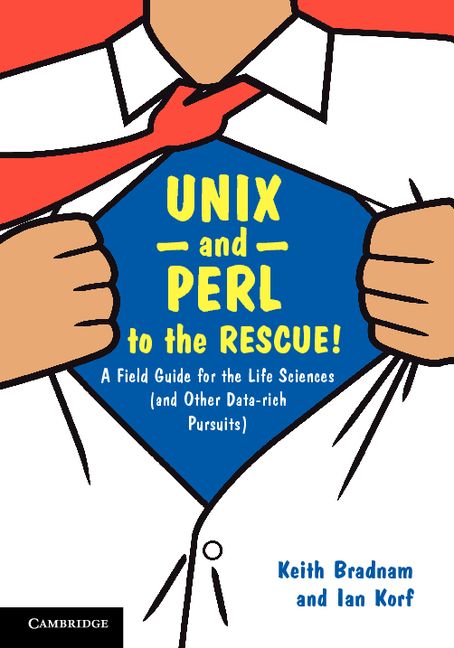 UNIX
— and —
PERL
to the RESCUE!
A Field Guide for the Life Sciences
(and Other Data-rich
Pursuits)
Keith Bradnam
and Ian Korf
CAMBRIDGE